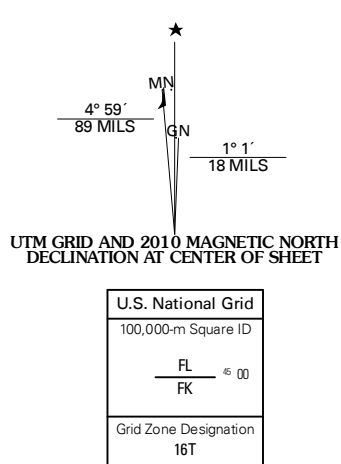 ★
MN
4° 59´
89 MILS
GN
1° 1´
18 MILS
UTM GRID AND 2010 MAGNETIC NORTH
DECLINATION AT CENTER OF SHEET
U.S. National Grid
100,000-m Square ID
FL
45 00
FK
Grid Zone Designation
16T